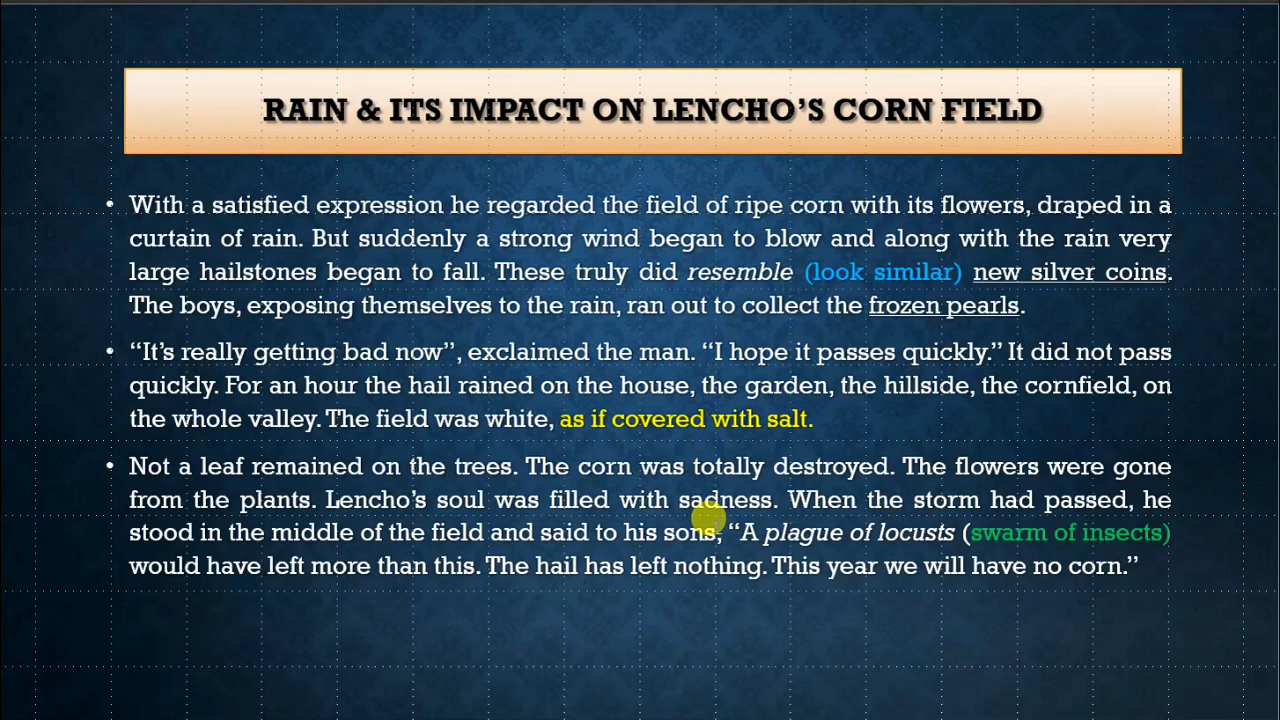 RAIN & ITS IMPACT ON LENCHO’S CORN FIELD
• With a satisfied expression he regarded the field of ripe corn with its flowers, draped in a
curtain of rain. But suddenly a strong wind began to blow and along with the rain very
large hailstones began to fall. These truly did resemble (look similar) new silver coins.
The boys, exposing themselves to the rain, ran out to collect the frozen pearls.
• “It’s really getting bad now”, exclaimed the man. “I hope it passes quickly.” It did not pass
quickly. For an hour the hail rained on the house, the garden, the hillside, the cornfield, on
the whole valley. The field was white, as if covered with salt.
• Not a leaf remained on the trees. The corn was totally destroyed. The flowers were gone
from the plants. Lencho’s soul was filled with sadness. When the storm had passed, he
stood in the middle of the field and said to his sons, “A plague of locusts (swarm of insects)
would have left more than this. The hail has left nothing. This year we will have no corn.”